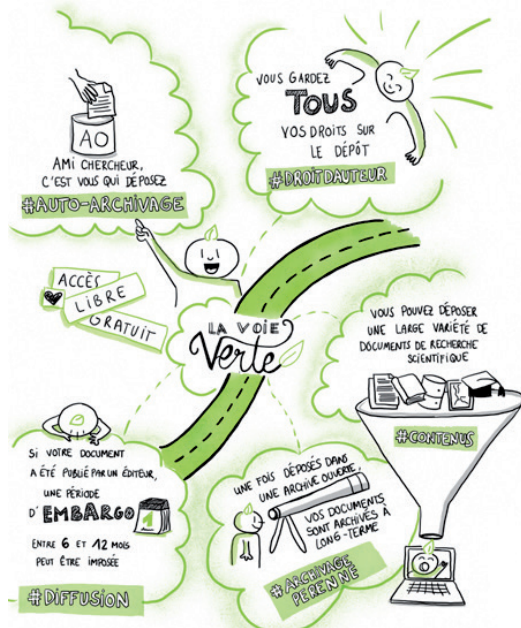 AO
AMI CHERCHEUR,
C'EST VOUS QUI DÉPOSEZ
#AUTO-ARCHIVAGE
VOUS GARDEZ
TOUS
VOS DROITS SUR
LE DÉPÔT
#DROITDAUTEUR
ACCÈS
LIBRE
GRATUIT
LA VOIE
Verte
VOUS POUVEZ DÉPOSER
UNE LARGE VARIÉTÉ DE
DOCUMENTS DE RECHERCHE
SCIENTIFIQUE
#CONTENUS
SI VOTRE DOCUMENT
A ÉTÉ PUBLIÉ PAR UN ÉDITEUR,
UNE PÉRIODE
D'EMBARGO
1
ENTRE 6 ET 12 MOIS
PEUT ÊTRE IMPOSÉE
#DIFFUSION
UNE FOIS DÉPOSÉS DANS
UNE ARCHIVE OUVERTE,
VOS DOCUMENTS
SONT ARCHIVÉS À
LONG-TERME
#ARCHIVAGE
PERENNE